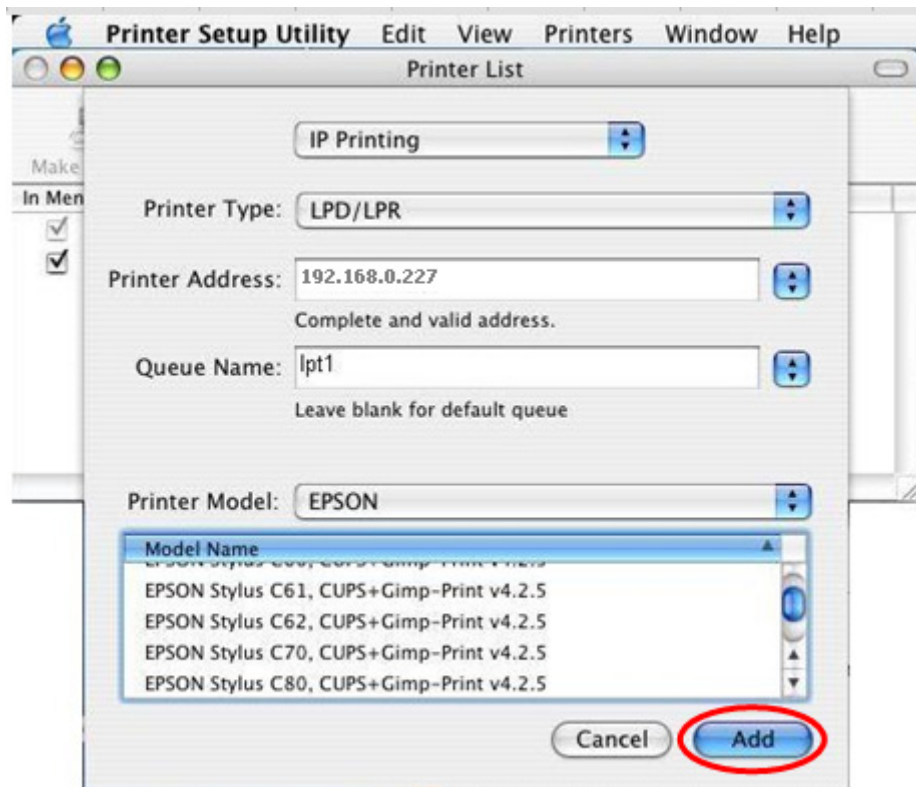 Printer Setup Utility Edit View Printers Window Help
Printer List
IP Printing
Make
In Men
Printer Type: LPD/LPR
Printer Address: 192.168.0.227
Complete and valid address.
Queue Name: lpt1
Leave blank for default queue
Printer Model: EPSON
Model Name
EPSON Stylus C61, CUPS+Gimp-Print v4.2.5
EPSON Stylus C62, CUPS+Gimp-Print v4.2.5
EPSON Stylus C70, CUPS+Gimp-Print v4.2.5
EPSON Stylus C80, CUPS+Gimp-Print v4.2.5
Cancel Add